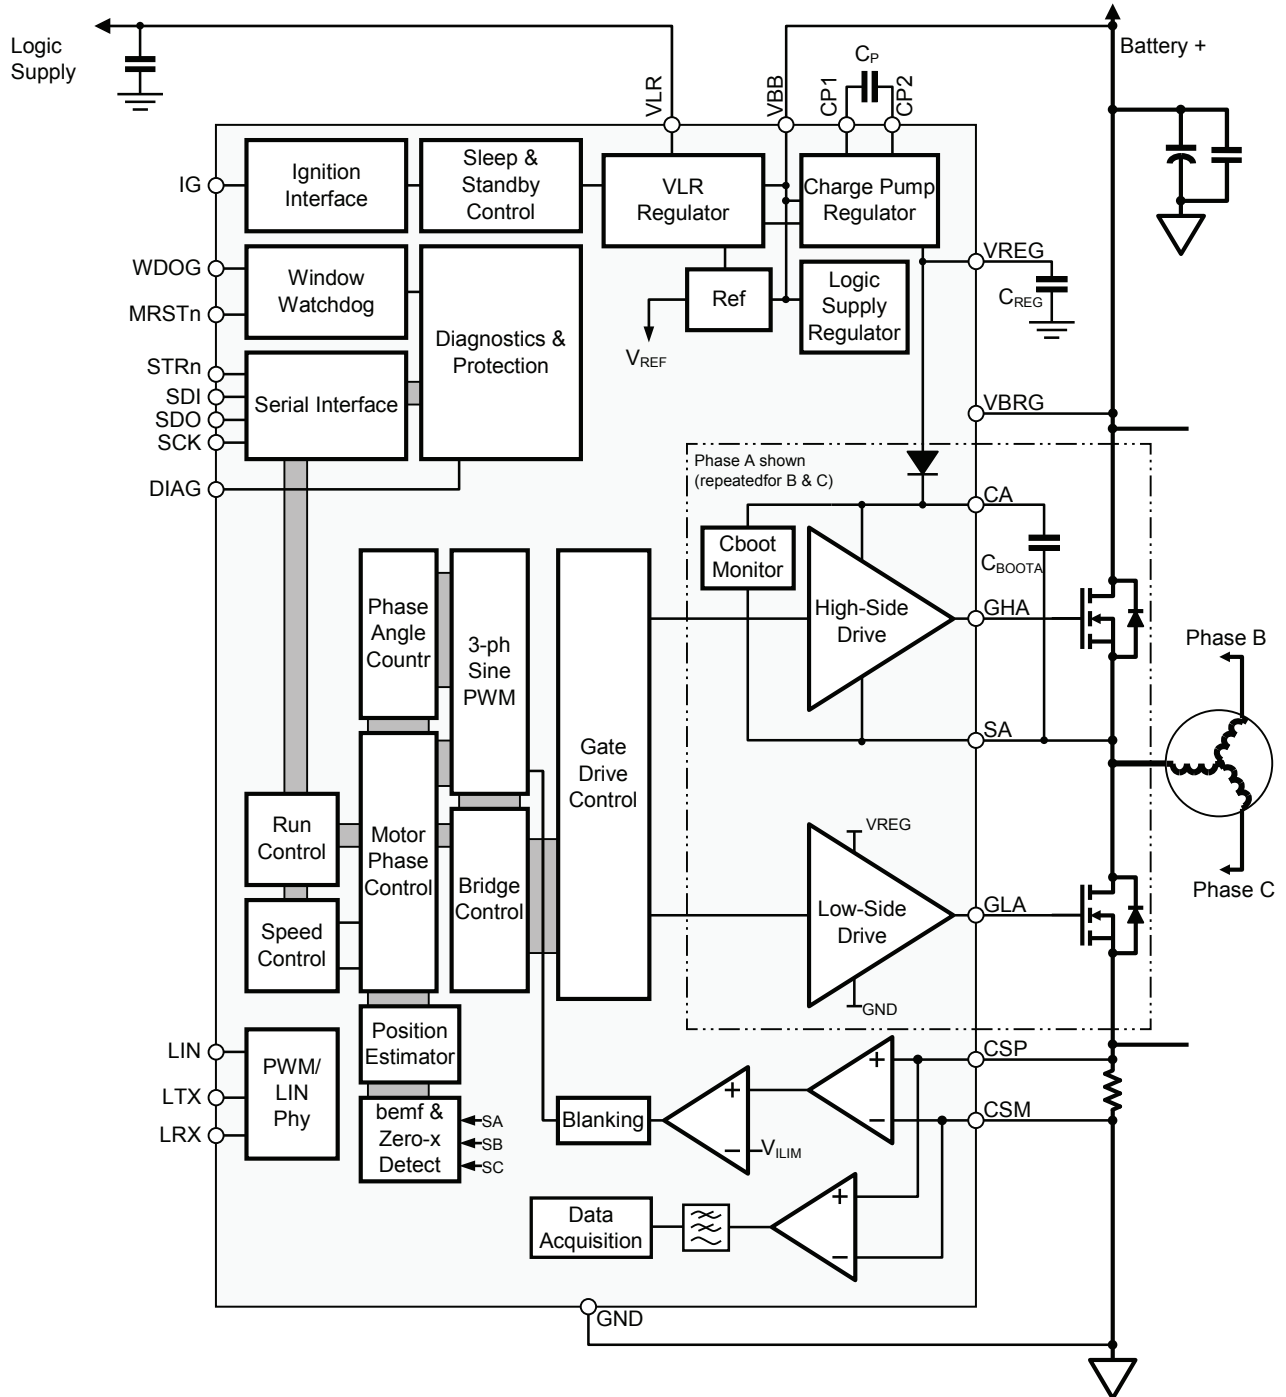 Logic
Supply
Battery +
VLR
VBB
CP1
CP
CP2
IG
Ignition
Interface
Sleep &
Standby
Control
VLR
Regulator
Charge Pump
Regulator
WDOG
MRSTn
Window
Watchdog
Diagnostics &
Protection
Ref
VREF
Logic
Supply
Regulator
VREG
CREG
STRn
SDI
SDO
SCK
Serial Interface
DIAG
VBRG
Phase A shown
(repeatedfor B & C)
CA
Cboot
Monitor
CBOOTA
High-Side
Drive
GHA
SA
Phase Angle
Countr
3-ph
Sine
PWM
Gate
Drive
Control
Phase B
Phase C
Run
Control
Motor
Phase
Control
Bridge
Control
Speed
Control
VREG
Low-Side
Drive
GLA
GND
LIN
LTX
LRX
PWM/
LIN
Phy
Position
Estimator
bemf &
Zero-x
Detect
SA
SB
SC
Blanking
+
−
VILIM
+
−
CSP
CSM
Data
Acquisition
+
−
GND